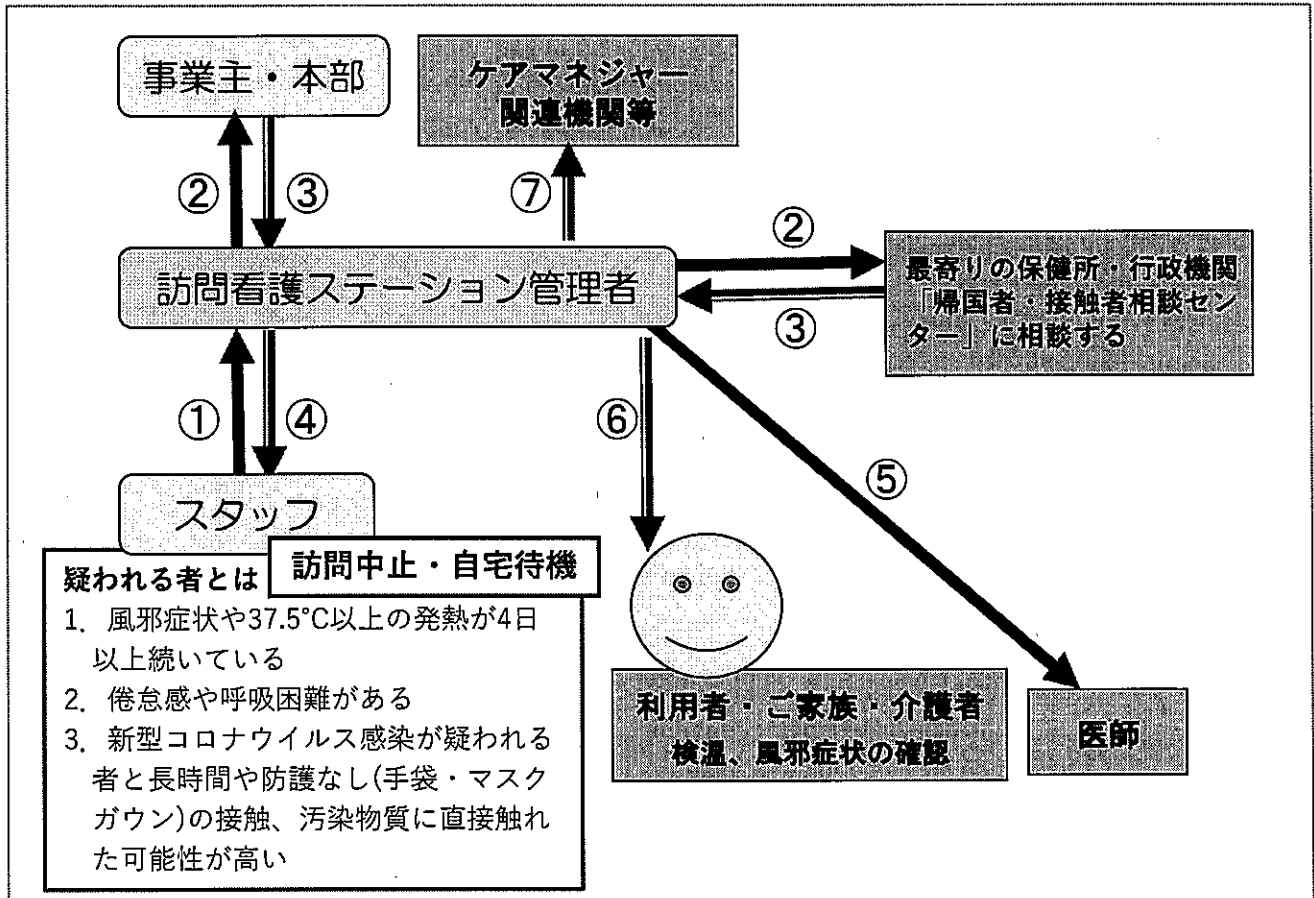 事業主・本部
ケアマネジャー
関連機関等
②
③
⑦
訪問看護ステーション管理者
②
③
最寄りの保健所・行政機関
「帰国者・接触者相談セン
ター」に相談する
①
④
⑥
⑤
スタッフ
訪問中止・自宅待機
疑われる者とは
1. 風邪症状や37.5°C以上の発熱が4日
以上続いている
2. 倦怠感や呼吸困難がある
3. 新型コロナウイルス感染が疑われる
者と長時間や防護なし(手袋・マスク
ガウン)の接触、汚染物質に直接触れ
た可能性が高い
利用者・ご家族・介護者
検温、風邪症状の確認
医師